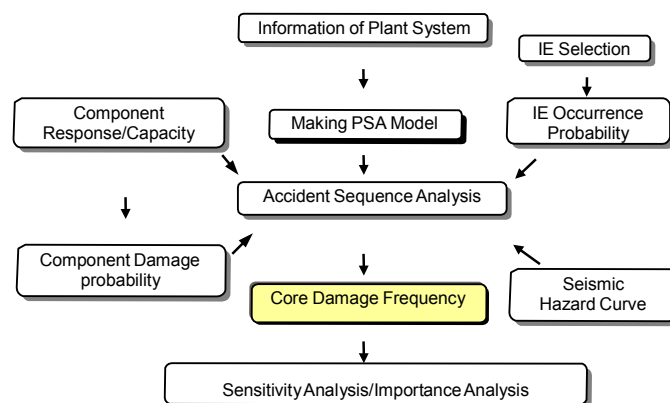 Information of Plant System
IE Selection
Component
Response/Capacity
Making PSA Model
IE Occurrence
Probability
Accident Sequence Analysis
Component Damage
probability
Core Damage Frequency
Seismic
Hazard Curve
Sensitivity Analysis/Importance Analysis